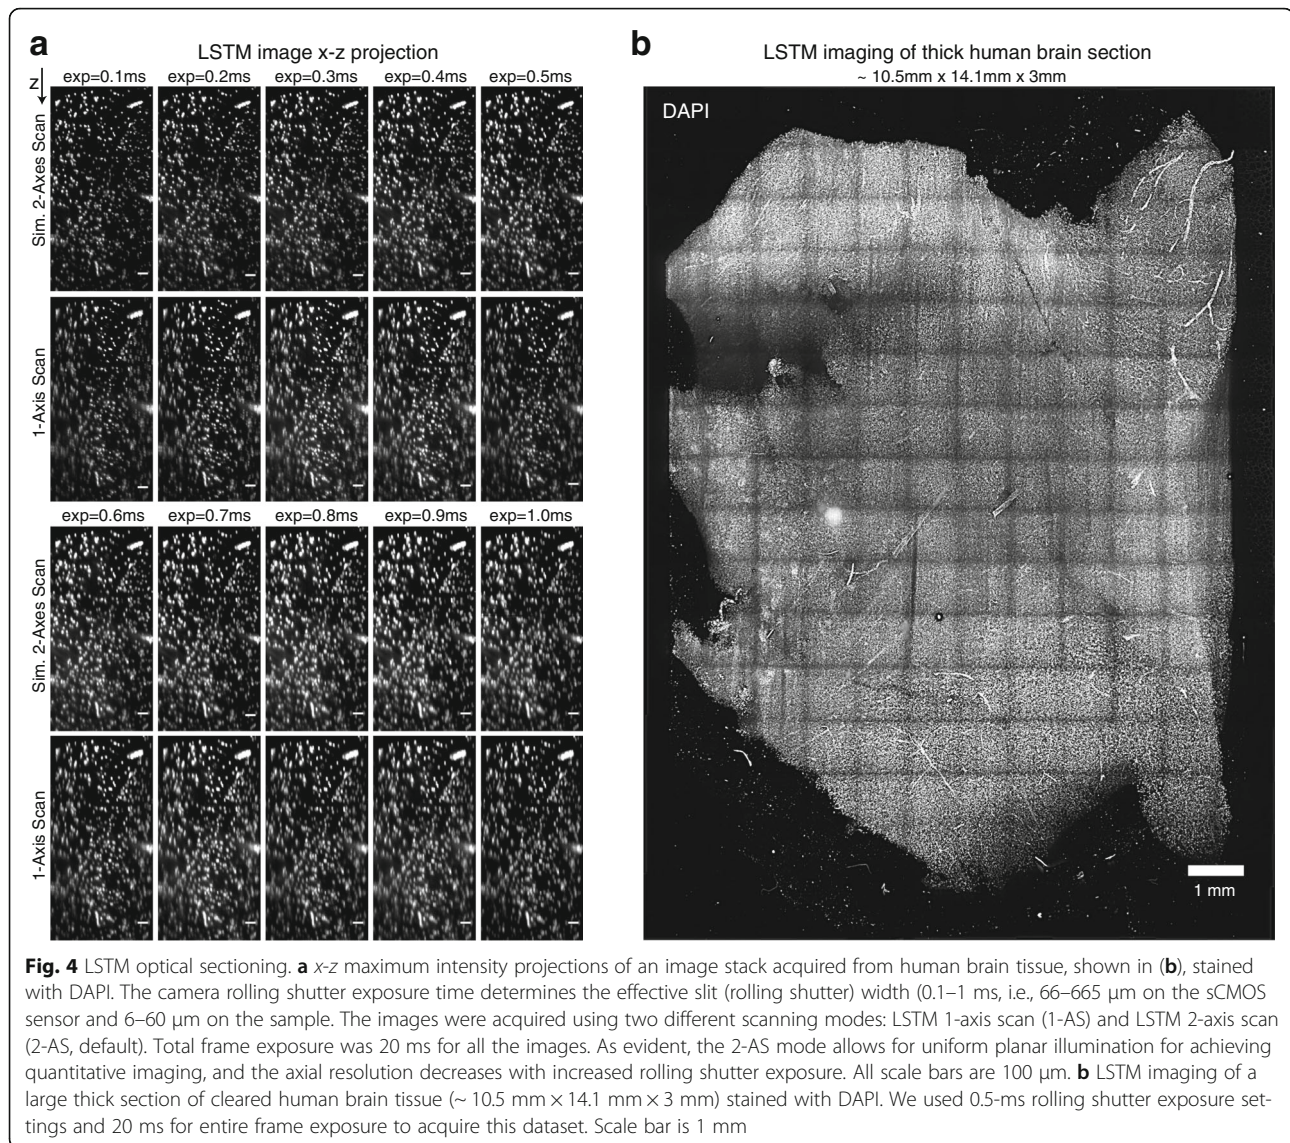 a
LSTM image x-z projection
z
exp=0.1ms exp=0.2ms exp=0.3ms exp=0.4ms exp=0.5ms
Sim. 2-Axes Scan
1-Axis Scan
exp=0.6ms exp=0.7ms exp=0.8ms exp=0.9ms exp=1.0ms
Sim. 2-Axes Scan
1-Axis Scan
b
LSTM imaging of thick human brain section
~ 10.5mm x 14.1mm x 3mm
DAPI
1 mm
Fig. 4 LSTM optical sectioning. a x-z maximum intensity projections of an image stack acquired from human brain tissue, shown in (b), stained
with DAPI. The camera rolling shutter exposure time determines the effective slit (rolling shutter) width (0.1–1 ms, i.e., 66–665 μm on the sCMOS
sensor and 6–60 μm on the sample. The images were acquired using two different scanning modes: LSTM 1-axis scan (1-AS) and LSTM 2-axis scan
(2-AS, default). Total frame exposure was 20 ms for all the images. As evident, the 2-AS mode allows for uniform planar illumination for achieving
quantitative imaging, and the axial resolution decreases with increased rolling shutter exposure. All scale bars are 100 μm. b LSTM imaging of a
large thick section of cleared human brain tissue (~ 10.5 mm × 14.1 mm × 3 mm) stained with DAPI. We used 0.5-ms rolling shutter exposure set-
tings and 20 ms for entire frame exposure to acquire this dataset. Scale bar is 1 mm